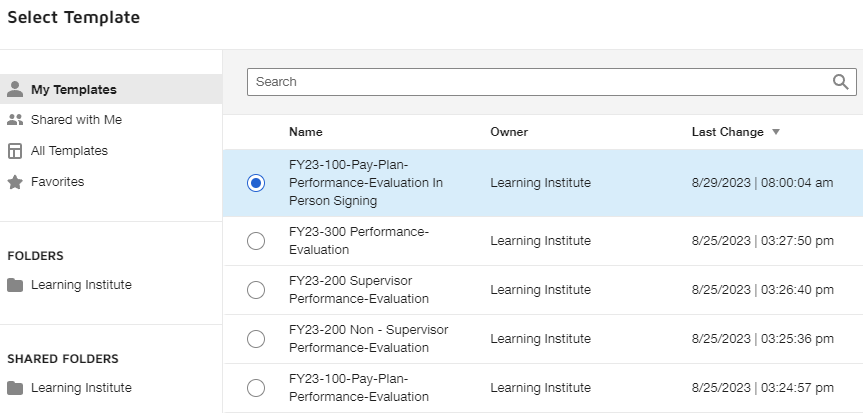 Select Template
My Templates
Shared with Me
All Templates
Favorites
FOLDERS
Learning Institute
SHARED FOLDERS
Learning Institute
Search
Name Owner Last Change
FY23-100-Pay-Plan-
Performance-Evaluation In
Person Signing
Learning Institute
8/29/2023 | 08:00:04 am
FY23-300 Performance-
Evaluation
Learning Institute
8/25/2023 | 03:27:50 pm
FY23-200 Supervisor
Performance-Evaluation
Learning Institute
8/25/2023 | 03:26:40 pm
FY23-200 Non - Supervisor
Performance-Evaluation
Learning Institute
8/25/2023 | 03:25:36 pm
FY23-100-Pay-Plan-
Performance-Evaluation
Learning Institute
8/25/2023 | 03:24:57 pm